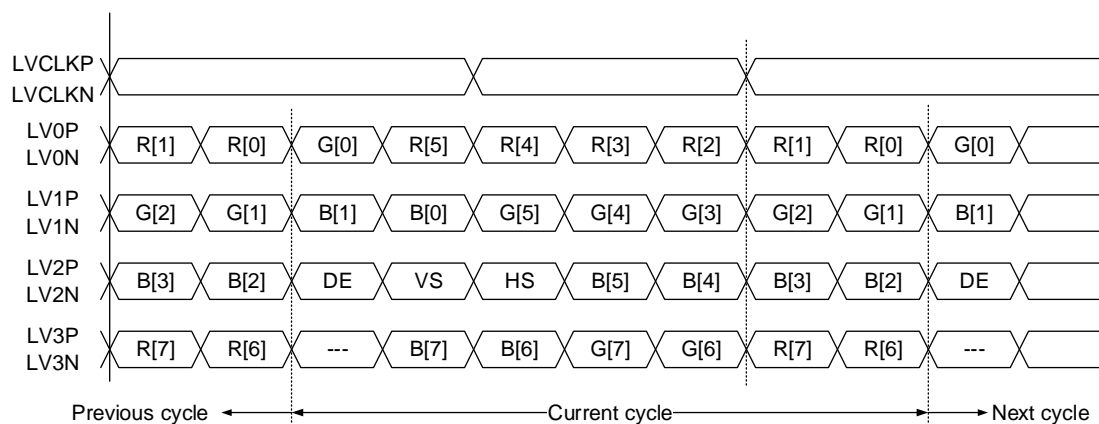 LVCLKP
LVCLKN
LV0P
LV0N
R[1] R[0] G[0] R[5] R[4] R[3] R[2] R[1] R[0] G[0]
LV1P
LV1N
G[2] G[1] B[1] B[0] G[5] G[4] G[3] G[2] G[1] B[1]
LV2P
LV2N
B[3] B[2] DE VS HS B[5] B[4] B[3] B[2] DE
LV3P
LV3N
R[7] R[6] --- B[7] B[6] G[7] G[6] R[7] R[6] ---
Previous cycle Current cycle Next cycle